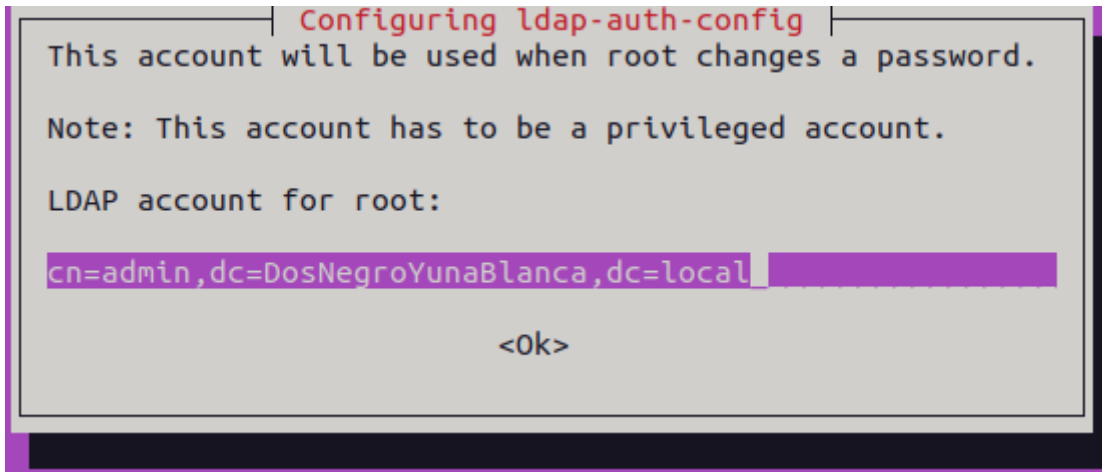 Configuring ldap-auth-config
This account will be used when root changes a password.
Note: This account has to be a privileged account.
LDAP account for root:
cn=admin,dc=DosNegroYunaBlanca,dc=local_
<Ok>